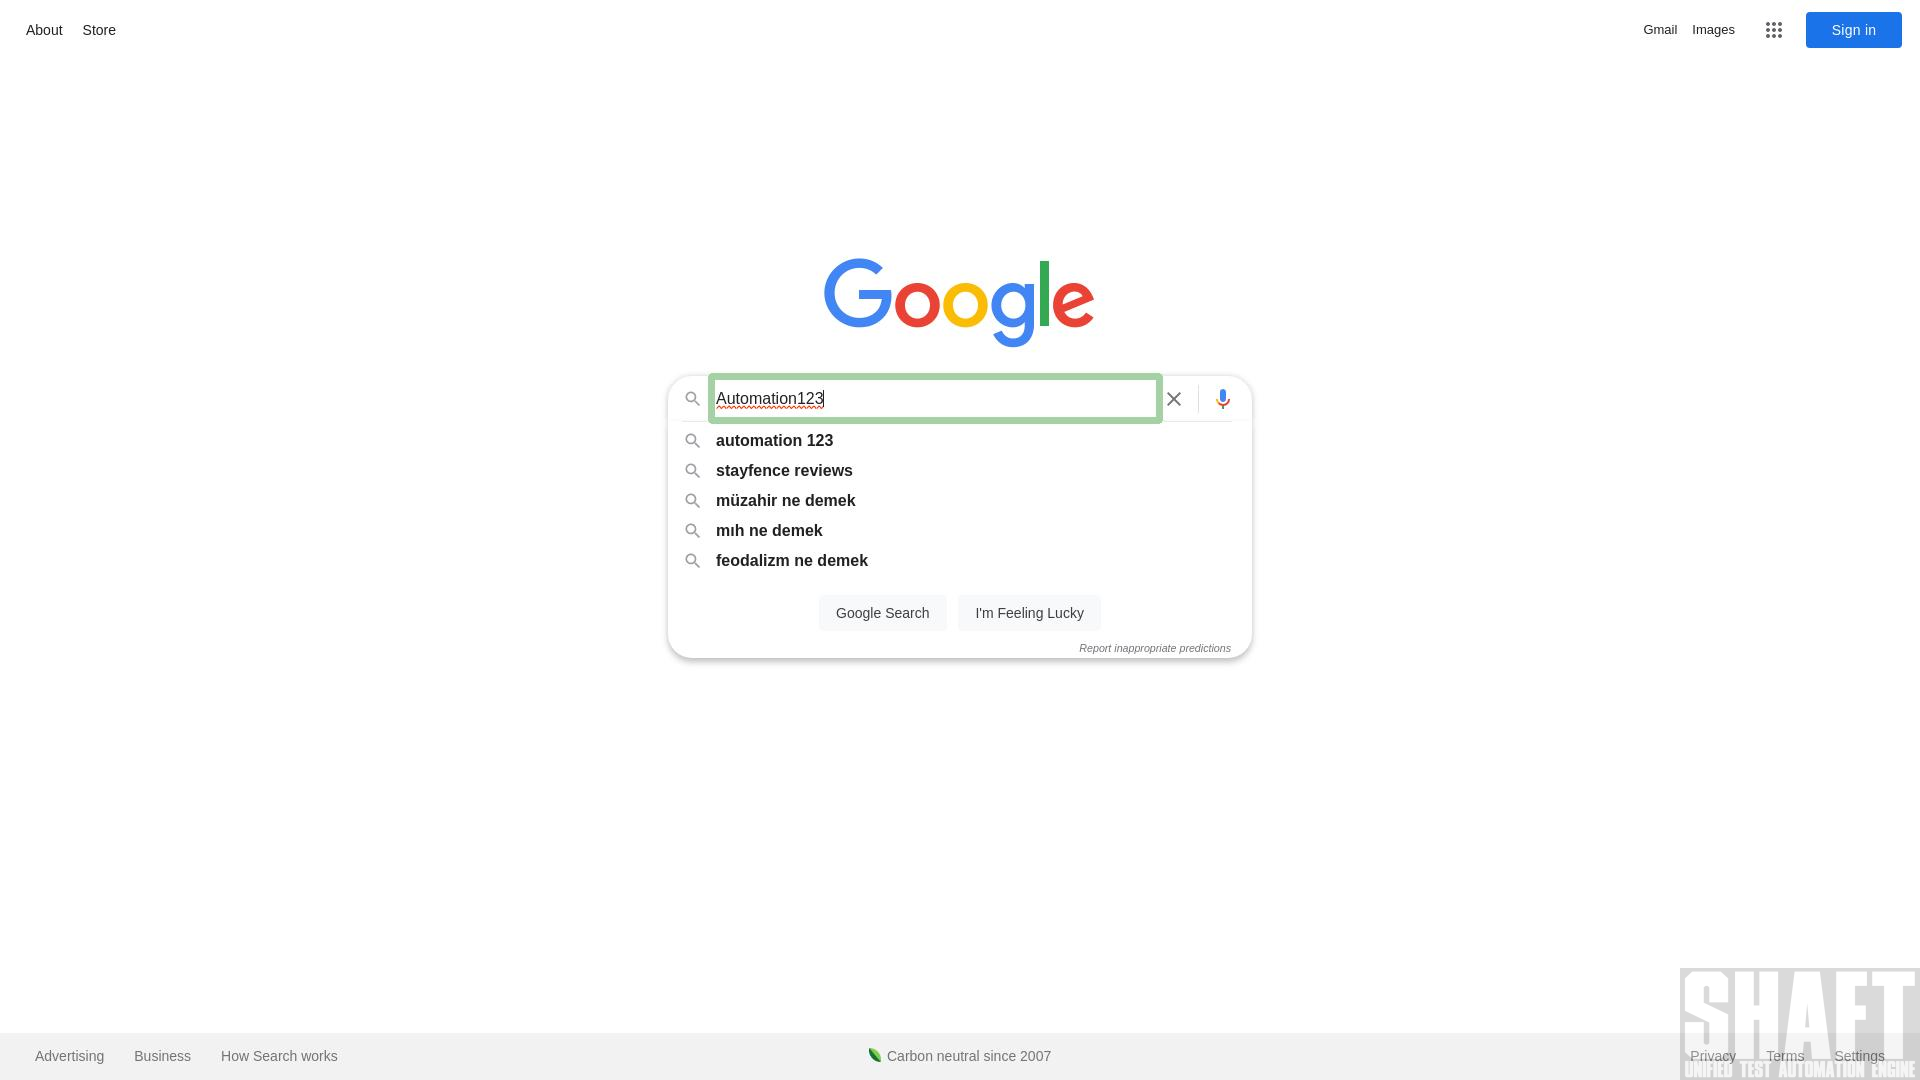 About Store Gmail Images Sign in
Google
Automation123
automation 123
stayfence reviews
müzahir ne demek
mıh ne demek
feodalizm ne demek
Google Search I'm Feeling Lucky
Report inappropriate predictions
SHAFT
Advertising Business How Search works Carbon neutral since 2007 Privacy Terms Settings
UNIFIED TEST AUTOMATION ENGINE